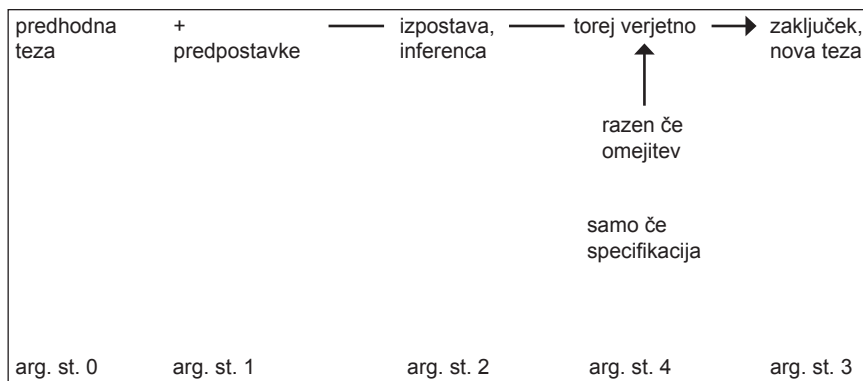 predhodna
teza
+
predpostavke
izpostava,
inferenca
torej verjetno
zaključek,
nova teza
razen če
omejitev
samo če
specifikacija
arg. st. 0
arg. st. 1
arg. st. 2
arg. st. 4
arg. st. 3